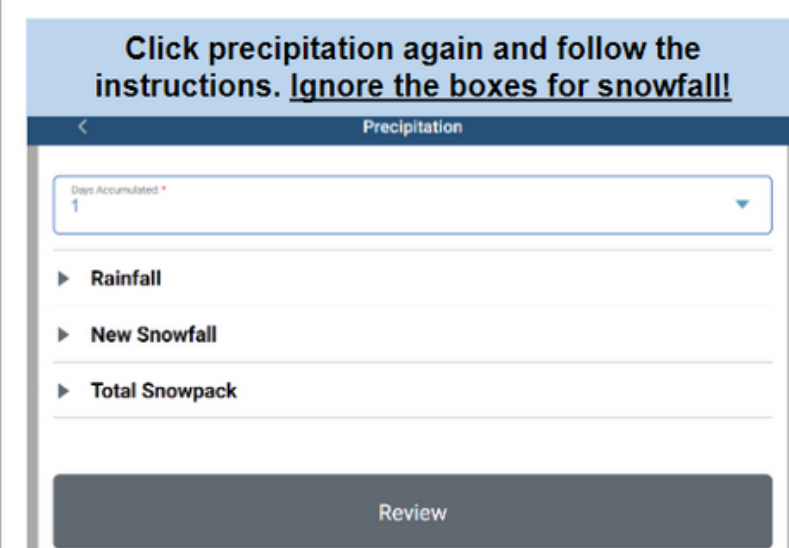 Click precipitation again and follow the
instructions. Ignore the boxes for snowfall!
Precipitation
Days Accumulated *
1
Rainfall
New Snowfall
Total Snowpack
Review